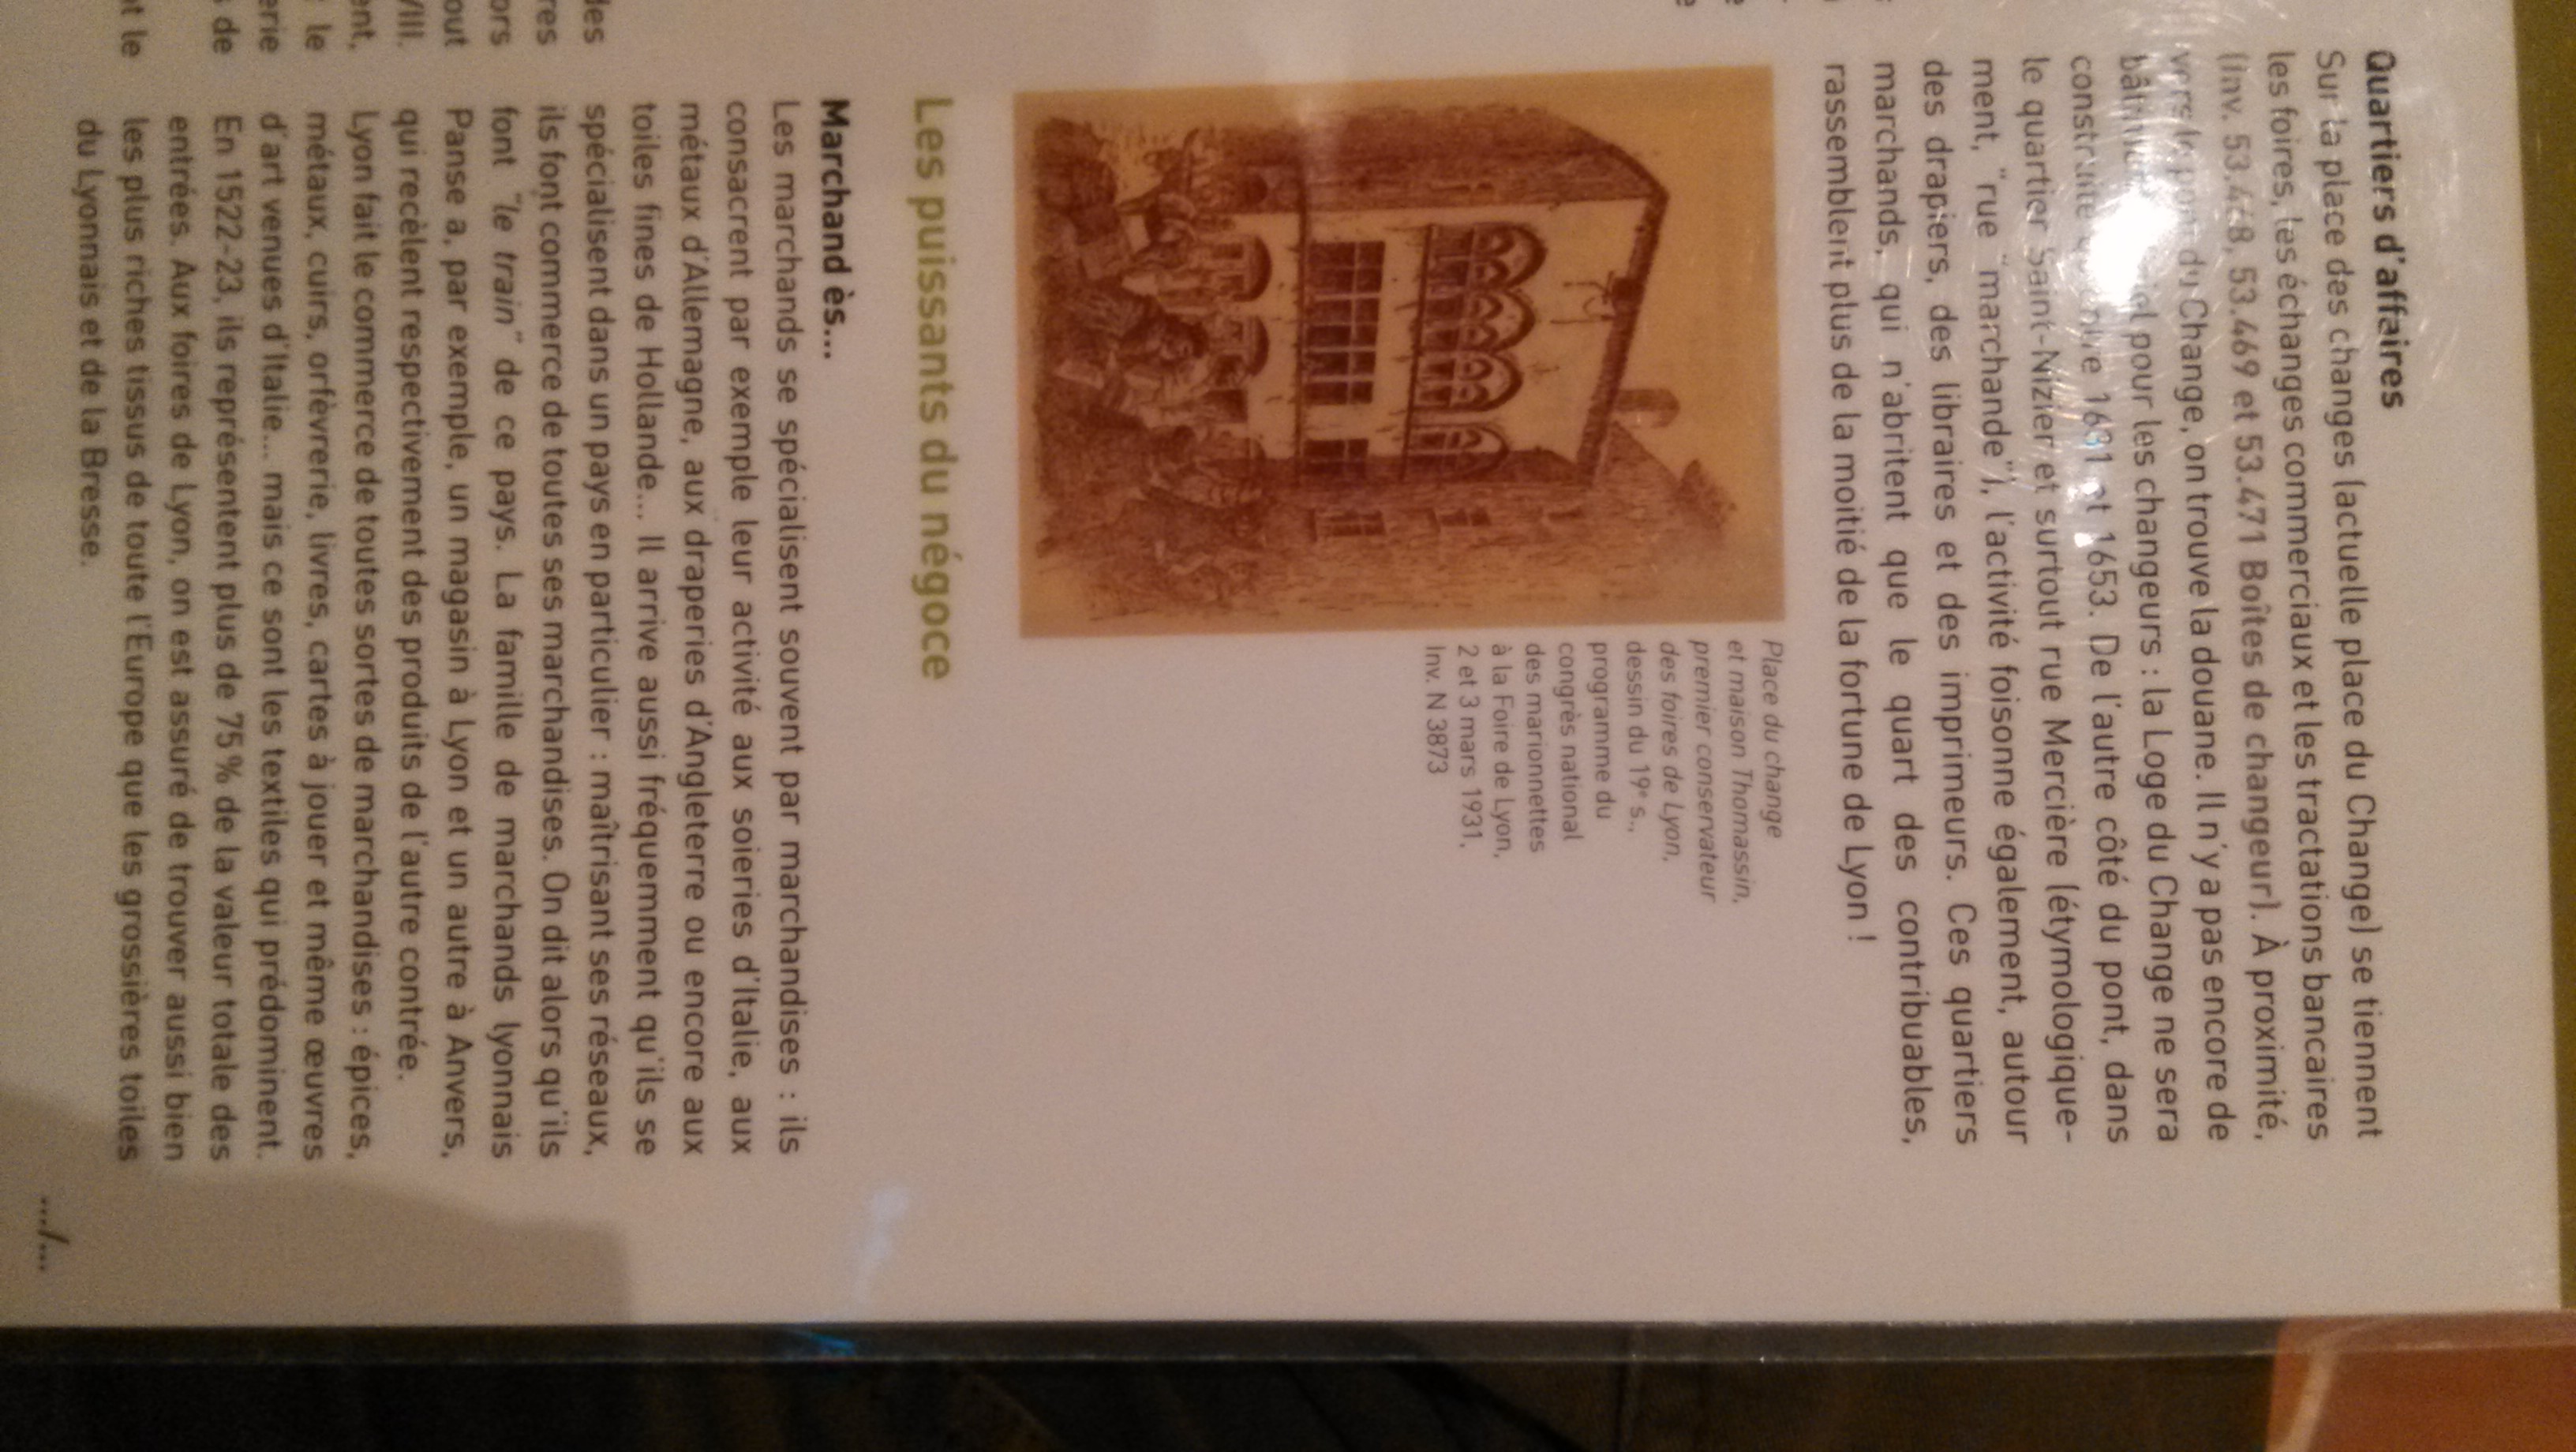 Quartiers d'affaires
Sur la place des changes (actuelle place du Change) se tiennent
les foires, les échanges commerciaux et les tractations bancaires
(Inv. 53.468, 53.469 et 53.471 Boîtes de changeur). À proximité,
vers le pont du Change, on trouve la douane. Il n'y a pas encore de
pour les changeurs : la Loge du Change ne sera
construite 1631 et 1653. De l'autre côté du pont, dans
le quartier Saint-Nizier et surtout rue Mercière (étymologique-
ment, "rue "marchande"), l'activité foisonne également, autour
des drapiers, des libraires et des imprimeurs. Ces quartiers
marchands, qui n'abritent que le quart des contribuables,
rassemblent plus de la moitié de la fortune de Lyon !
Place du change
et maison Thomassin,
premier conservateur
des foires de Lyon,
dessin du 19e s.,
programme du
congrès national
des marionnettes
à la Foire de Lyon,
2 et 3 mars 1931,
Inv. N 3873
Les puissants du négoce
Marchand ès...
Les marchands se spécialisent souvent par marchandises : ils
consacrent par exemple leur activité aux soieries d'Italie, aux
métaux d'Allemagne, aux draperies d'Angleterre ou encore aux
toiles fines de Hollande... Il arrive aussi fréquemment qu'ils se
spécialisent dans un pays en particulier : maîtrisant ses réseaux,
ils font commerce de toutes ses marchandises. On dit alors qu'ils
font "le train" de ce pays. La famille de marchands lyonnais
Panse a, par exemple, un magasin à Lyon et un autre à Anvers,
qui recèlent respectivement des produits de l'autre contrée.
Lyon fait le commerce de toutes sortes de marchandises : épices,
métaux, cuirs, orfèvrerie, livres, cartes à jouer et même œuvres
d'art venues d'Italie... mais ce sont les textiles qui prédominent.
En 1522-23, ils représentent plus de 75 % de la valeur totale des
entrées. Aux foires de Lyon, on est assuré de trouver aussi bien
les plus riches tissus de toute l'Europe que les grossières toiles
du Lyonnais et de la Bresse.
.../...